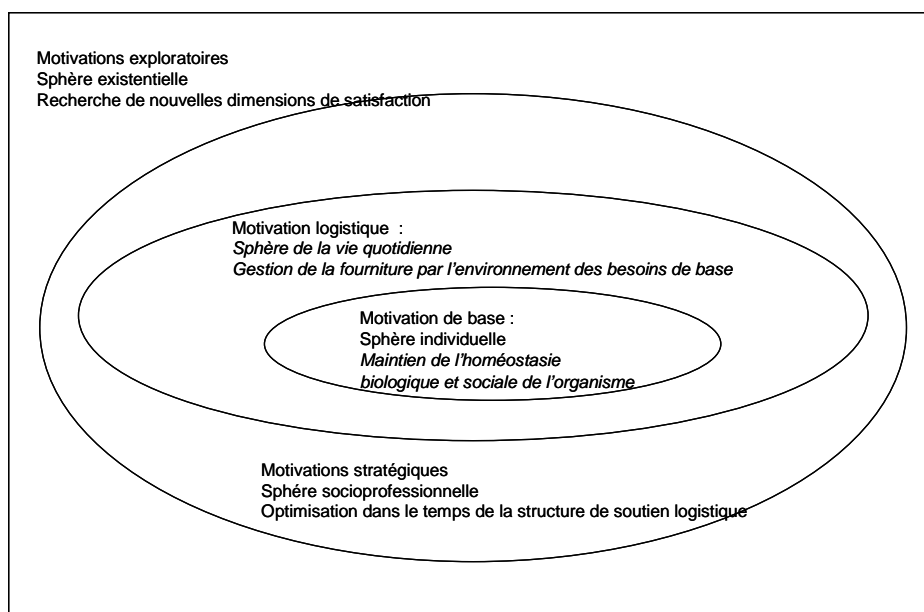 Motivations exploratoires
Sphère existentielle
Recherche de nouvelles dimensions de satisfaction
Motivation logistique :
Sphère de la vie quotidienne
Gestion de la fourniture par l'environnement des besoins de base
Motivation de base :
Sphère individuelle
Maintien de l'homéostasie
biologique et sociale de l'organisme
Motivations stratégiques
Sphére socioprofessionnelle
Optimisation dans le temps de la structure de soutien logistique